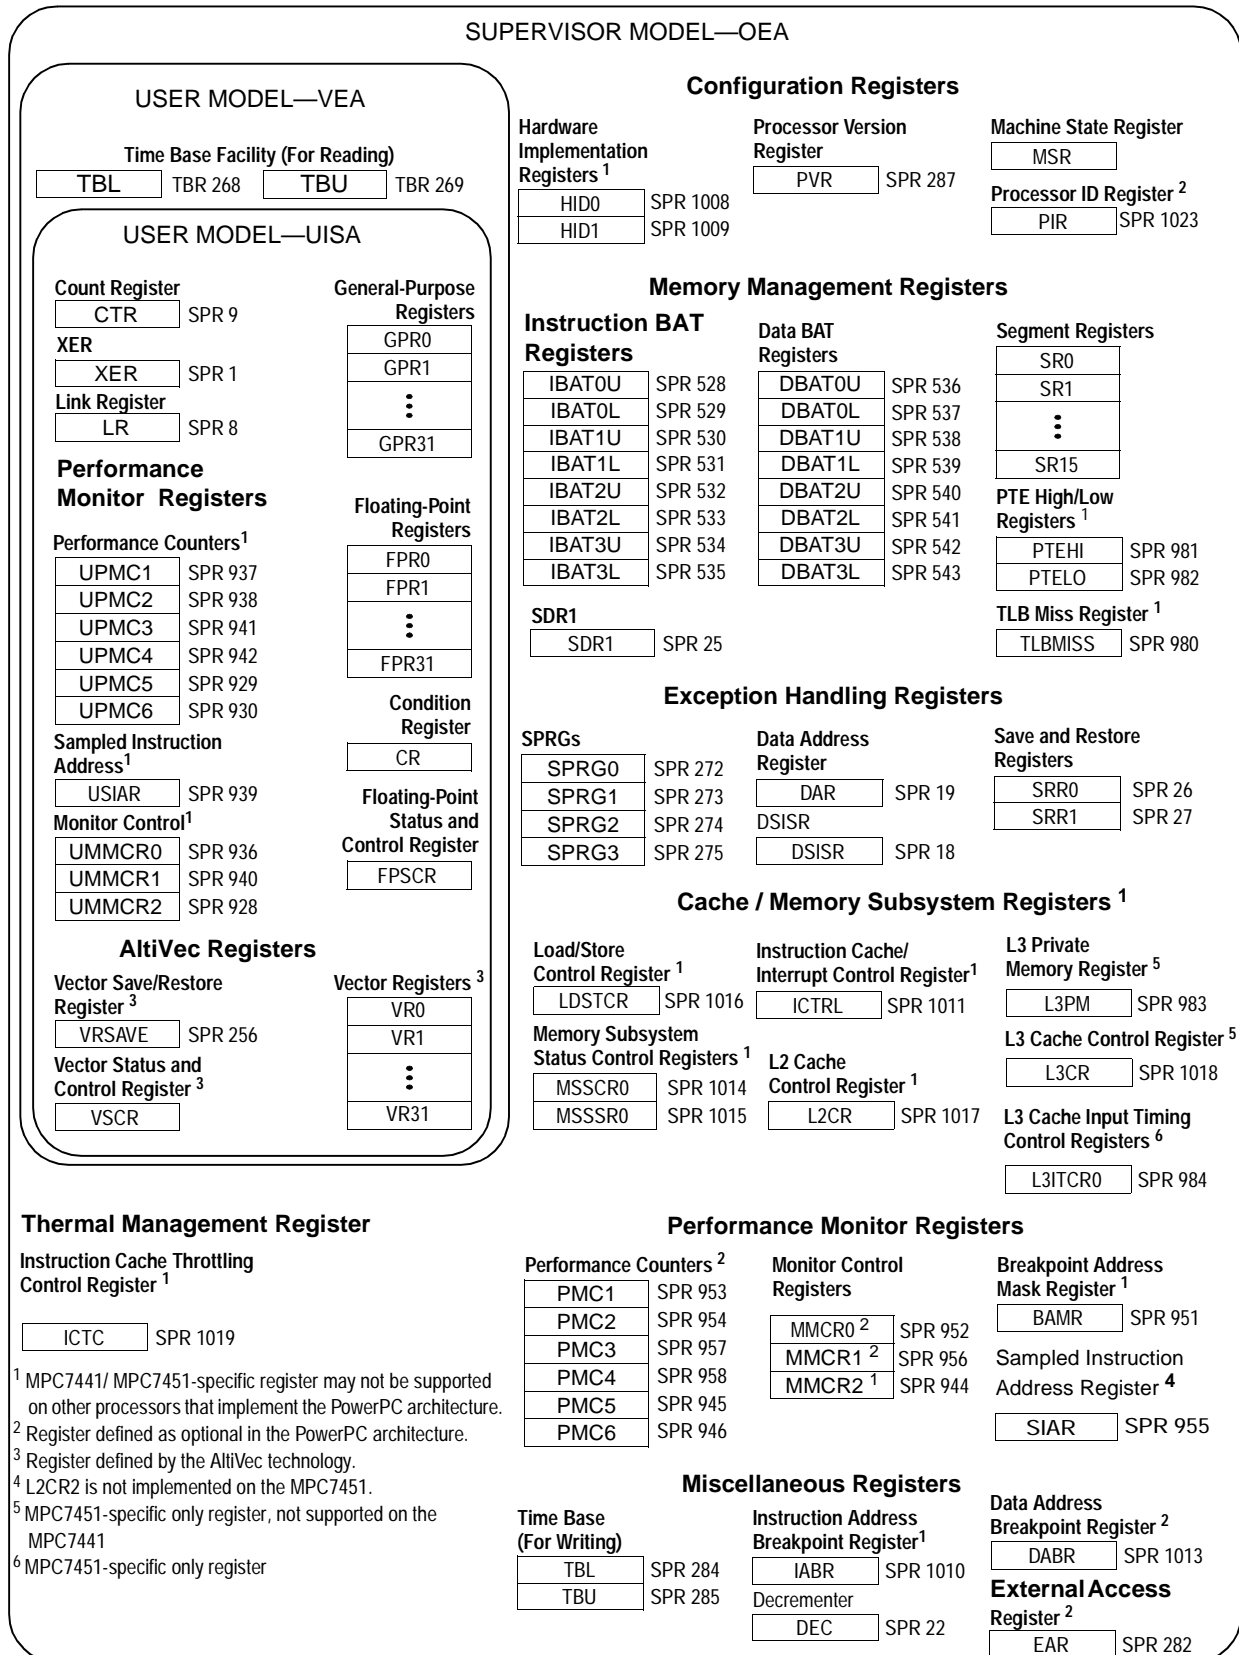 SUPERVISOR MODEL—OEA
USER MODEL—VEA
Time Base Facility (For Reading)
TBL TBR 268 TBU TBR 269
USER MODEL—UISA
Count Register
CTR SPR 9
XER
XER SPR 1
Link Register
LR SPR 8
General-Purpose
Registers
GPR0
GPR1
GPR31
Performance
Monitor Registers
Performance Counters1
UPMC1 SPR 937
UPMC2 SPR 938
UPMC3 SPR 941
UPMC4 SPR 942
UPMC5 SPR 929
UPMC6 SPR 930
Sampled Instruction
Address1
USIAR SPR 939
Monitor Control1
UMMCR0 SPR 936
UMMCR1 SPR 940
UMMCR2 SPR 928
Floating-Point
Registers
FPR0
FPR1
FPR31
Condition
Register
CR
Floating-Point
Status and
Control Register
FPSCR
AltiVec Registers
Vector Save/Restore
Register 3
VRSAVE SPR 256
Vector Status and
Control Register 3
VSCR
Vector Registers 3
VR0
VR1
VR31
Configuration Registers
Hardware
Implementation
Registers 1
HID0 SPR 1008
HID1 SPR 1009
Processor Version
Register
PVR SPR 287
Machine State Register
MSR
Processor ID Register 2
PIR SPR 1023
Memory Management Registers
Instruction BAT
Registers
IBAT0U SPR 528
IBAT0L SPR 529
IBAT1U SPR 530
IBAT1L SPR 531
IBAT2U SPR 532
IBAT2L SPR 533
IBAT3U SPR 534
IBAT3L SPR 535
Data BAT
Registers
DBAT0U SPR 536
DBAT0L SPR 537
DBAT1U SPR 538
DBAT1L SPR 539
DBAT2U SPR 540
DBAT2L SPR 541
DBAT3U SPR 542
DBAT3L SPR 543
Segment Registers
SR0
SR1
SR15
PTE High/Low
Registers 1
PTEHI SPR 981
PTELO SPR 982
SDR1
SDR1 SPR 25
TLB Miss Register 1
TLBMISS SPR 980
Exception Handling Registers
SPRGs
SPRG0 SPR 272
SPRG1 SPR 273
SPRG2 SPR 274
SPRG3 SPR 275
Data Address
Register
DAR SPR 19
DSISR
DSISR SPR 18
Save and Restore
Registers
SRR0 SPR 26
SRR1 SPR 27
Cache / Memory Subsystem Registers 1
Load/Store
Control Register 1
LDSTCR SPR 1016
Memory Subsystem
Status Control Registers 1
MSSCR0 SPR 1014
MSSSR0 SPR 1015
Instruction Cache/
Interrupt Control Register1
ICTRL SPR 1011
L2 Cache
Control Register 1
L2CR SPR 1017
L3 Private
Memory Register 5
L3PM SPR 983
L3 Cache Control Register 5
L3CR SPR 1018
L3 Cache Input Timing
Control Registers 6
L3ITCR0 SPR 984
Thermal Management Register
Instruction Cache Throttling
Control Register 1
ICTC SPR 1019
Performance Monitor Registers
Performance Counters 2
PMC1 SPR 953
PMC2 SPR 954
PMC3 SPR 957
PMC4 SPR 958
PMC5 SPR 945
PMC6 SPR 946
Monitor Control
Registers
MMCR0 2 SPR 952
MMCR1 2 SPR 956
MMCR2 1 SPR 944
Breakpoint Address
Mask Register 1
BAMR SPR 951
Sampled Instruction
Address Register 4
SIAR SPR 955
Miscellaneous Registers
Time Base
(For Writing)
TBL SPR 284
TBU SPR 285
Instruction Address
Breakpoint Register1
IABR SPR 1010
Decrementer
DEC SPR 22
Data Address
Breakpoint Register 2
DABR SPR 1013
External Access
Register 2
EAR SPR 282
1 MPC7441/ MPC7451-specific register may not be supported
on other processors that implement the PowerPC architecture.
2 Register defined as optional in the PowerPC architecture.
3 Register defined by the AltiVec technology.
4 L2CR2 is not implemented on the MPC7451.
5 MPC7451-specific only register, not supported on the
MPC7441
6 MPC7451-specific only register